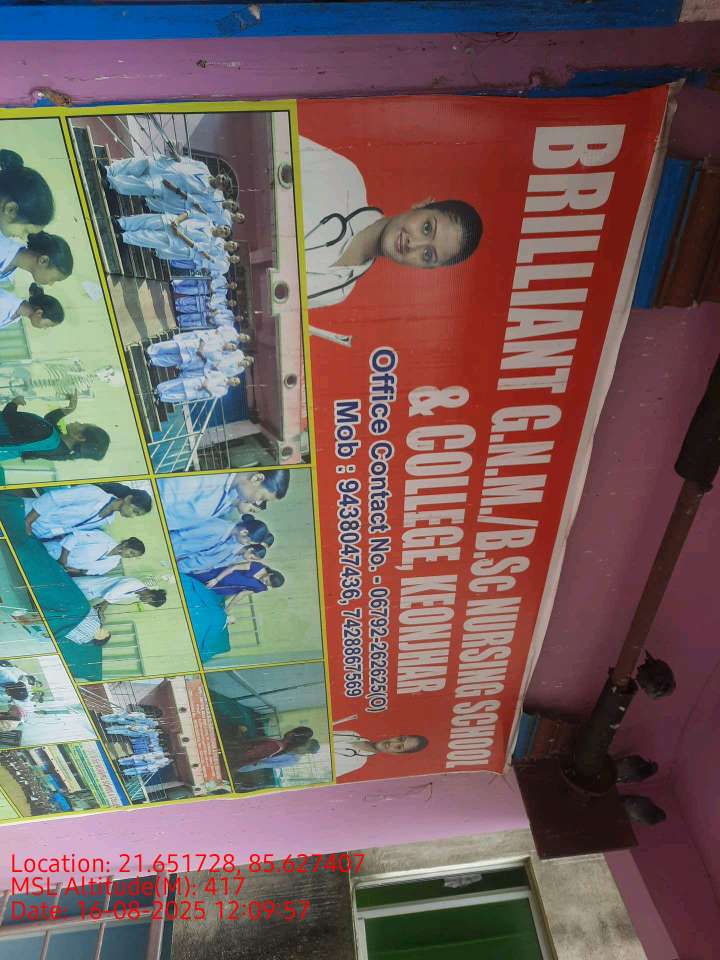 BRILLIANT G.N.M./B.SC NURSING SCHOOL
& COLLEGE, KEONJHAR
Office Contact No. - 06792-262625(O)
Mob : 9438047436, 7428867569
Location: 21.651728, 85.627407
MSL Altitude(M): 417
Date: 16-08-2025 12:09:57